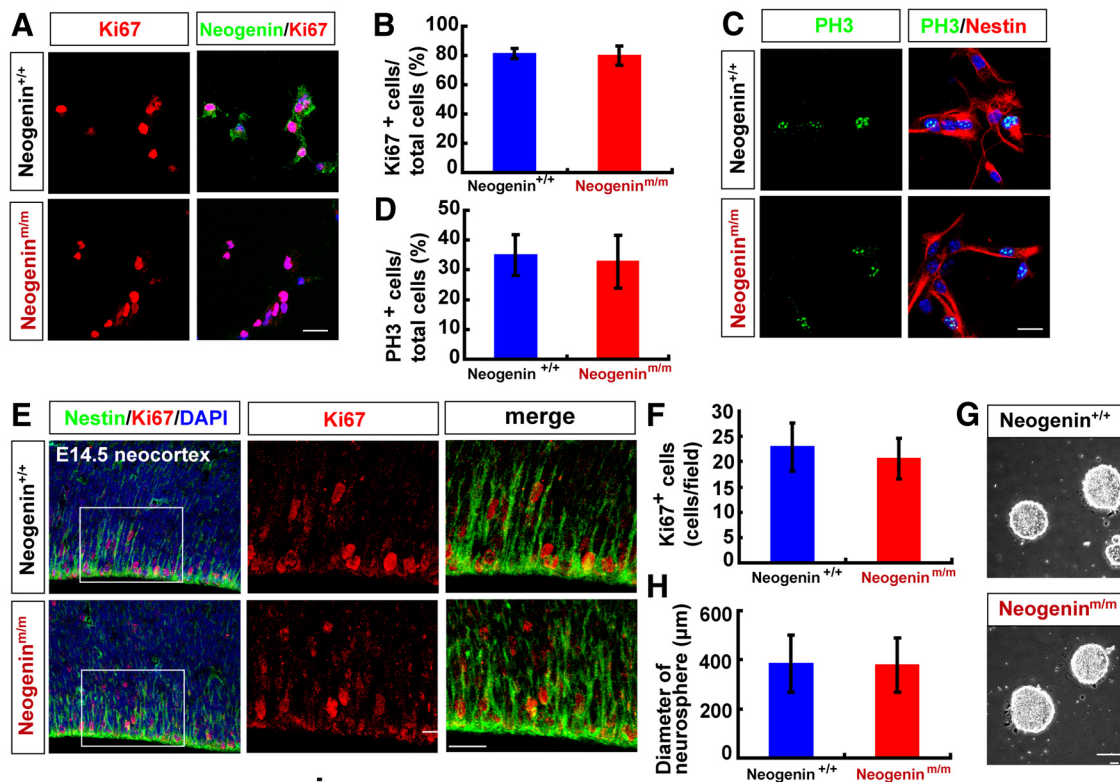 A
Ki67
Neogenin/Ki67
Neogenin+/+
Neogeninm/m
B
Ki67 + cells/
total cells (%)
100
80
60
40
20
0
Neogenin+/+
Neogeninm/m
C
PH3
PH3/Nestin
Neogenin+/+
Neogeninm/m
D
PH3 + cells/
total cells (%)
50
40
30
20
10
0
Neogenin +/+
Neogenin m/m
E
Nestin/Ki67/DAPI
Ki67
merge
E14.5 neocortex
Neogenin+/+
Neogeninm/m
F
Ki67+ cells
(cells/field)
30
25
20
15
10
5
0
Neogenin +/+
Neogenin m/m
G
Neogenin+/+
Neogeninm/m
H
Diameter of
neurosphere (µm)
600
400
200
0
Neogenin +/+
Neogenin m/m